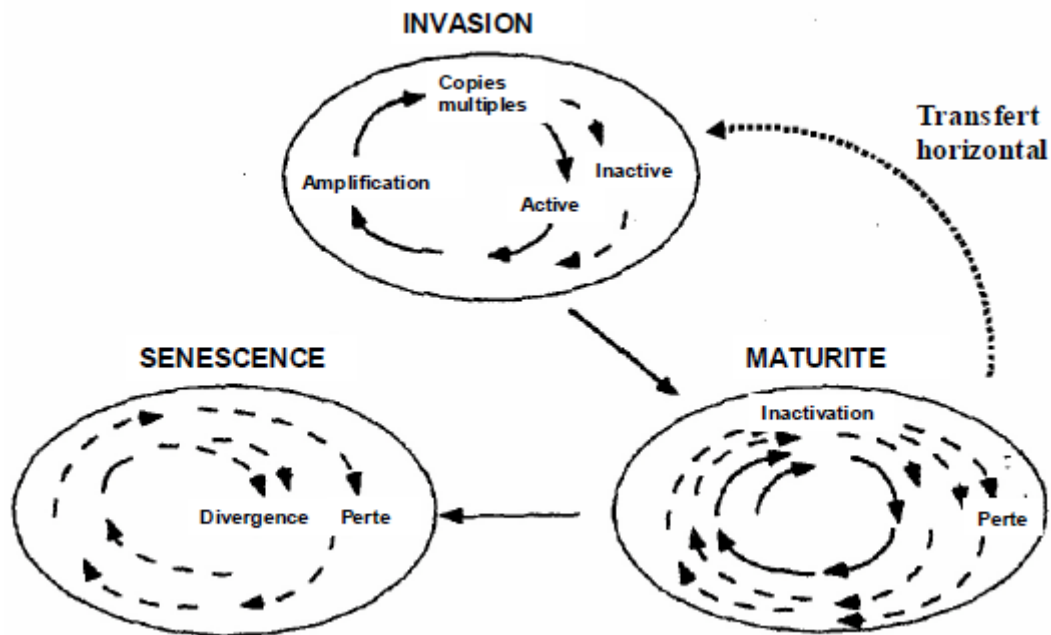 INVASION
Copies
multiples
Transfert
horizontal
Inactive
Amplification
Active
SENESCENCE
MATURITE
Inactivation
Divergence
Perte
Perte